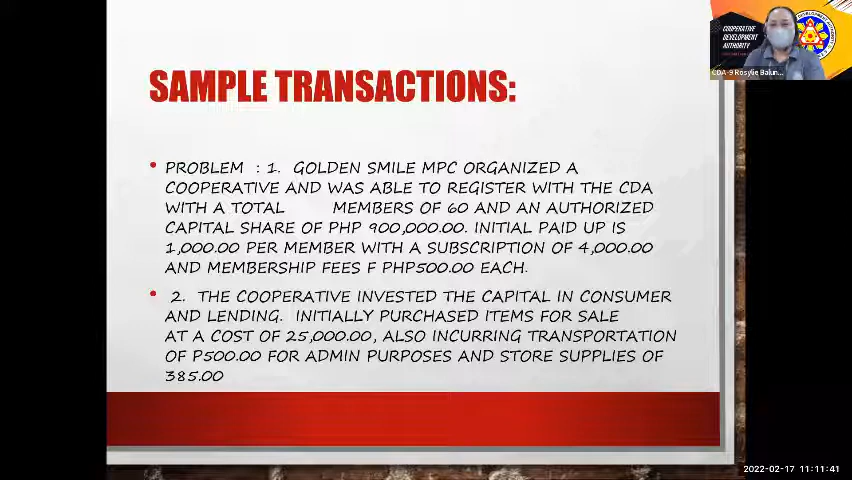 SAMPLE TRANSACTIONS:
• PROBLEM : 1. GOLDEN SMILE MPC ORGANIZED A
COOPERATIVE AND WAS ABLE TO REGISTER WITH THE CDA
WITH A TOTAL MEMBERS OF 60 AND AN AUTHORIZED
CAPITAL SHARE OF PHP 900,000.00. INITIAL PAID UP IS
1,000.00 PER MEMBER WITH A SUBSCRIPTION OF 4,000.00
AND MEMBERSHIP FEES F PHP500.00 EACH.
• 2. THE COOPERATIVE INVESTED THE CAPITAL IN CONSUMER
AND LENDING. INITIALLY PURCHASED ITEMS FOR SALE
AT A COST OF 25,000.00, ALSO INCURRING TRANSPORTATION
OF P500.00 FOR ADMIN PURPOSES AND STORE SUPPLIES OF
385.00
COOPERATIVE
DEVELOPMENT
AUTHORITY
CDA-9 Rosylie Balun...
2022-02-17 11:11:41